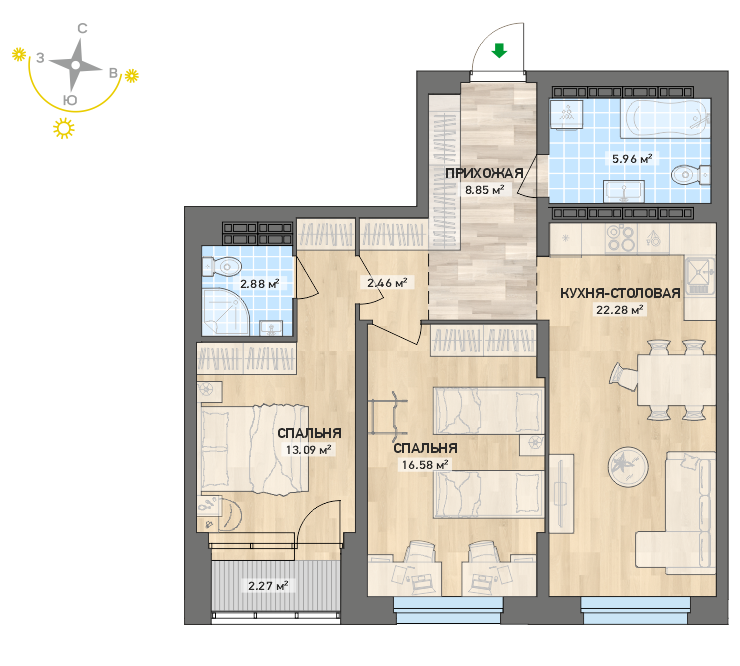 С
З
В
Ю
5.96 м²
ПРИХОЖАЯ
8.85 м²
2.88 м²
2.46 м²
КУХНЯ-СТОЛОВАЯ
22.28 м²
СПАЛЬНЯ
13.09 м²
СПАЛЬНЯ
16.58 м²
2.27 м²